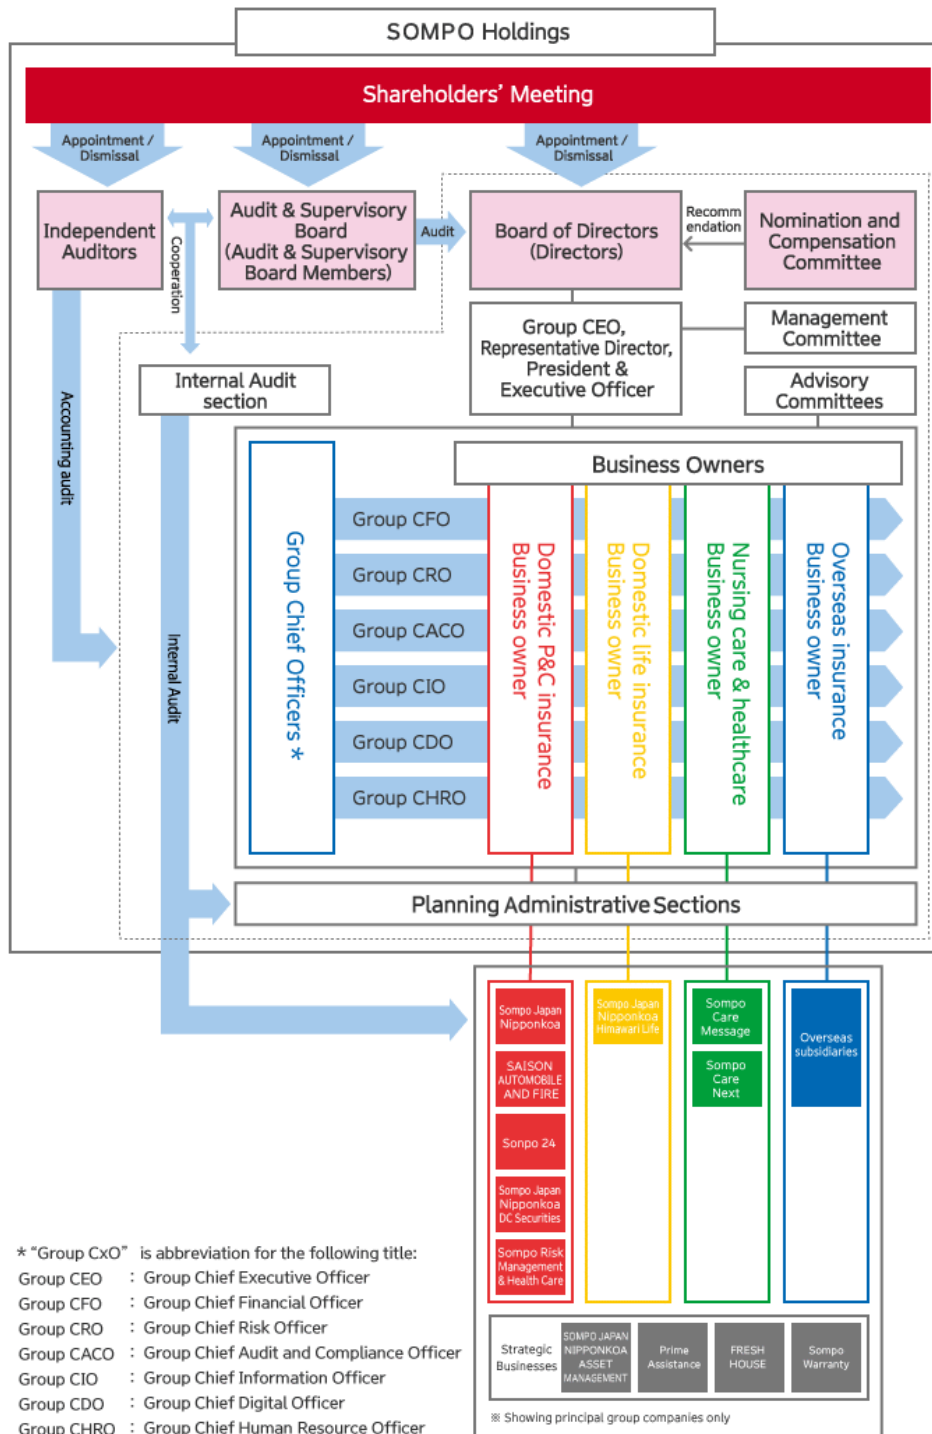 SOMPO Holdings
Shareholders' Meeting
Appointment /
Dismissal
Appointment /
Dismissal
Appointment /
Dismissal
Independent
Auditors
Cooperation
Audit & Supervisory
Board
(Audit & Supervisory
Board Members)
Audit
Board of Directors
(Directors)
Recomm
endation
Nomination and
Compensation
Committee
Group CEO,
Representative Director,
President &
Executive Officer
Management
Committee
Advisory
Committees
Internal Audit
section
Accounting audit
Internal Audit
Business Owners
Group Chief Officers *
Group CFO
Group CRO
Group CACO
Group CIO
Group CDO
Group CHRO
Domestic P&C insurance
Business owner
Domestic life insurance
Business owner
Nursing care & healthcare
Business owner
Overseas insurance
Business owner
Planning Administrative Sections
Sompo Japan
Nipponkoa
SAISON
AUTOMOBILE
AND FIRE
Sonpo 24
Sompo Japan
Nipponkoa
DC Securities
Sompo Risk
Management
& Health Care
Sompo Japan
Nipponkoa
Himawari Life
Sompo
Care
Message
Sompo
Care
Next
Overseas
subsidiaries
Strategic
Businesses
SOMPO JAPAN
NIPPONKOA
ASSET
MANAGEMENT
Prime
Assistance
FRESH
HOUSE
Sompo
Warranty
※ Showing principal group companies only
* "Group CxO" is abbreviation for the following title:
Group CEO : Group Chief Executive Officer
Group CFO : Group Chief Financial Officer
Group CRO : Group Chief Risk Officer
Group CACO : Group Chief Audit and Compliance Officer
Group CIO : Group Chief Information Officer
Group CDO : Group Chief Digital Officer
Group CHRO : Group Chief Human Resource Officer